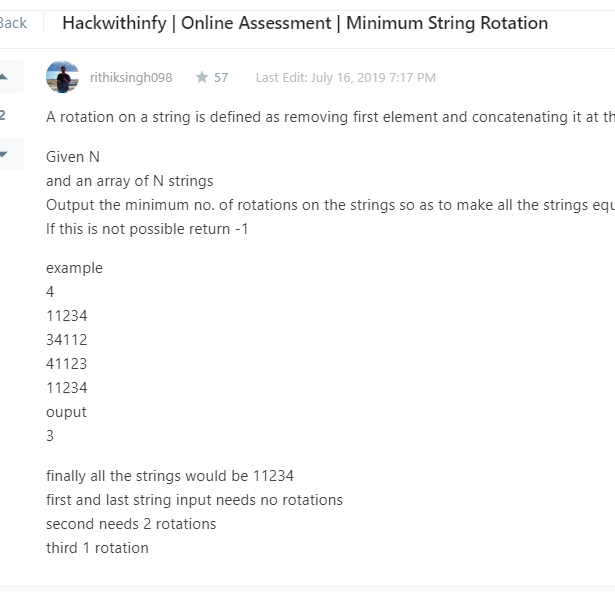 Back
Hackwithinfy | Online Assessment | Minimum String Rotation
rithiksingh098 ★ 57 Last Edit: July 16, 2019 7:17 PM
2
A rotation on a string is defined as removing first element and concatenating it at
Given N
and an array of N strings
Output the minimum no. of rotations on the strings so as to make all the strings
If this is not possible return -1
example
4
11234
34112
41123
11234
ouput
3
finally all the strings would be 11234
first and last string input needs no rotations
second needs 2 rotations
third 1 rotation